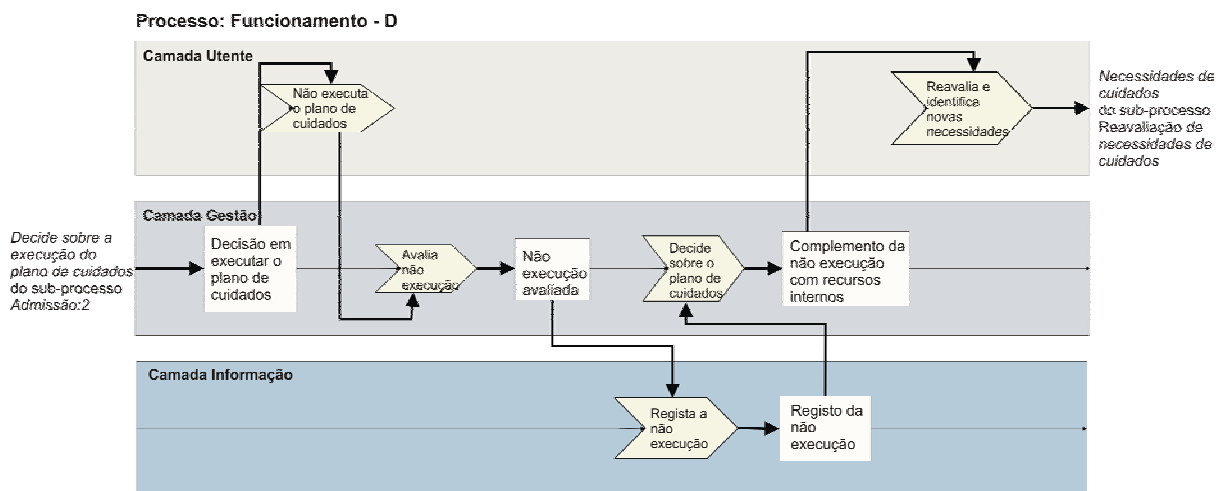 Processo: Funcionamento - D
Camada Utente
Não executa
o plano de
cuidados
Reavalia e
identifica
novas
necessidades
Necessidades de
cuidados
do sub-processo
Reavaliação de
necessidades de
cuidados
Camada Gestão
Decide sobre a
execução do
plano de cuidados
do sub-processo
Admissão:2
Decisão em
executar o
plano de
cuidados
Avalia
não
execução
Não
execução
avaliada
Decide
sobre o
plano de
cuidados
Complemento da
não execução
com recursos
internos
Camada Informação
Regista a
não
execução
Registo da
não
execução